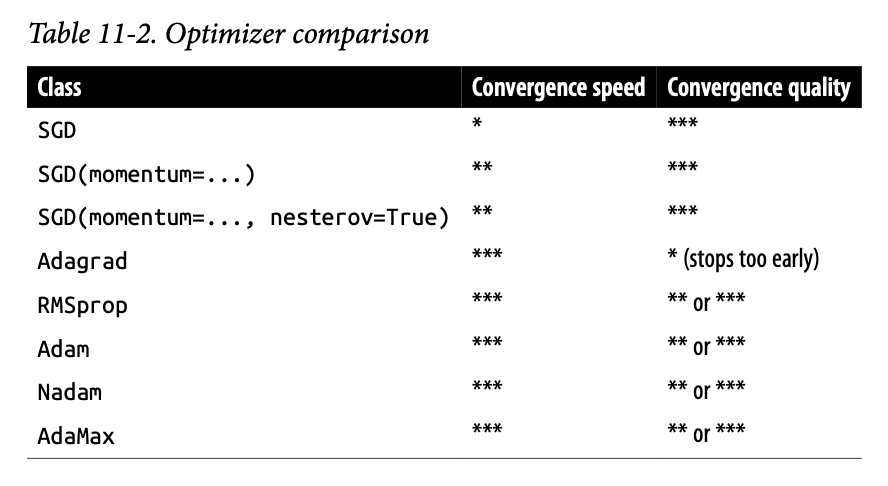 Table 11-2. Optimizer comparison
Class Convergence speed Convergence quality
SGD * ***
SGD(momentum=...) ** ***
SGD(momentum=..., nesterov=True) ** ***
Adagrad *** * (stops too early)
RMSprop *** ** or ***
Adam *** ** or ***
Nadam *** ** or ***
AdaMax *** ** or ***